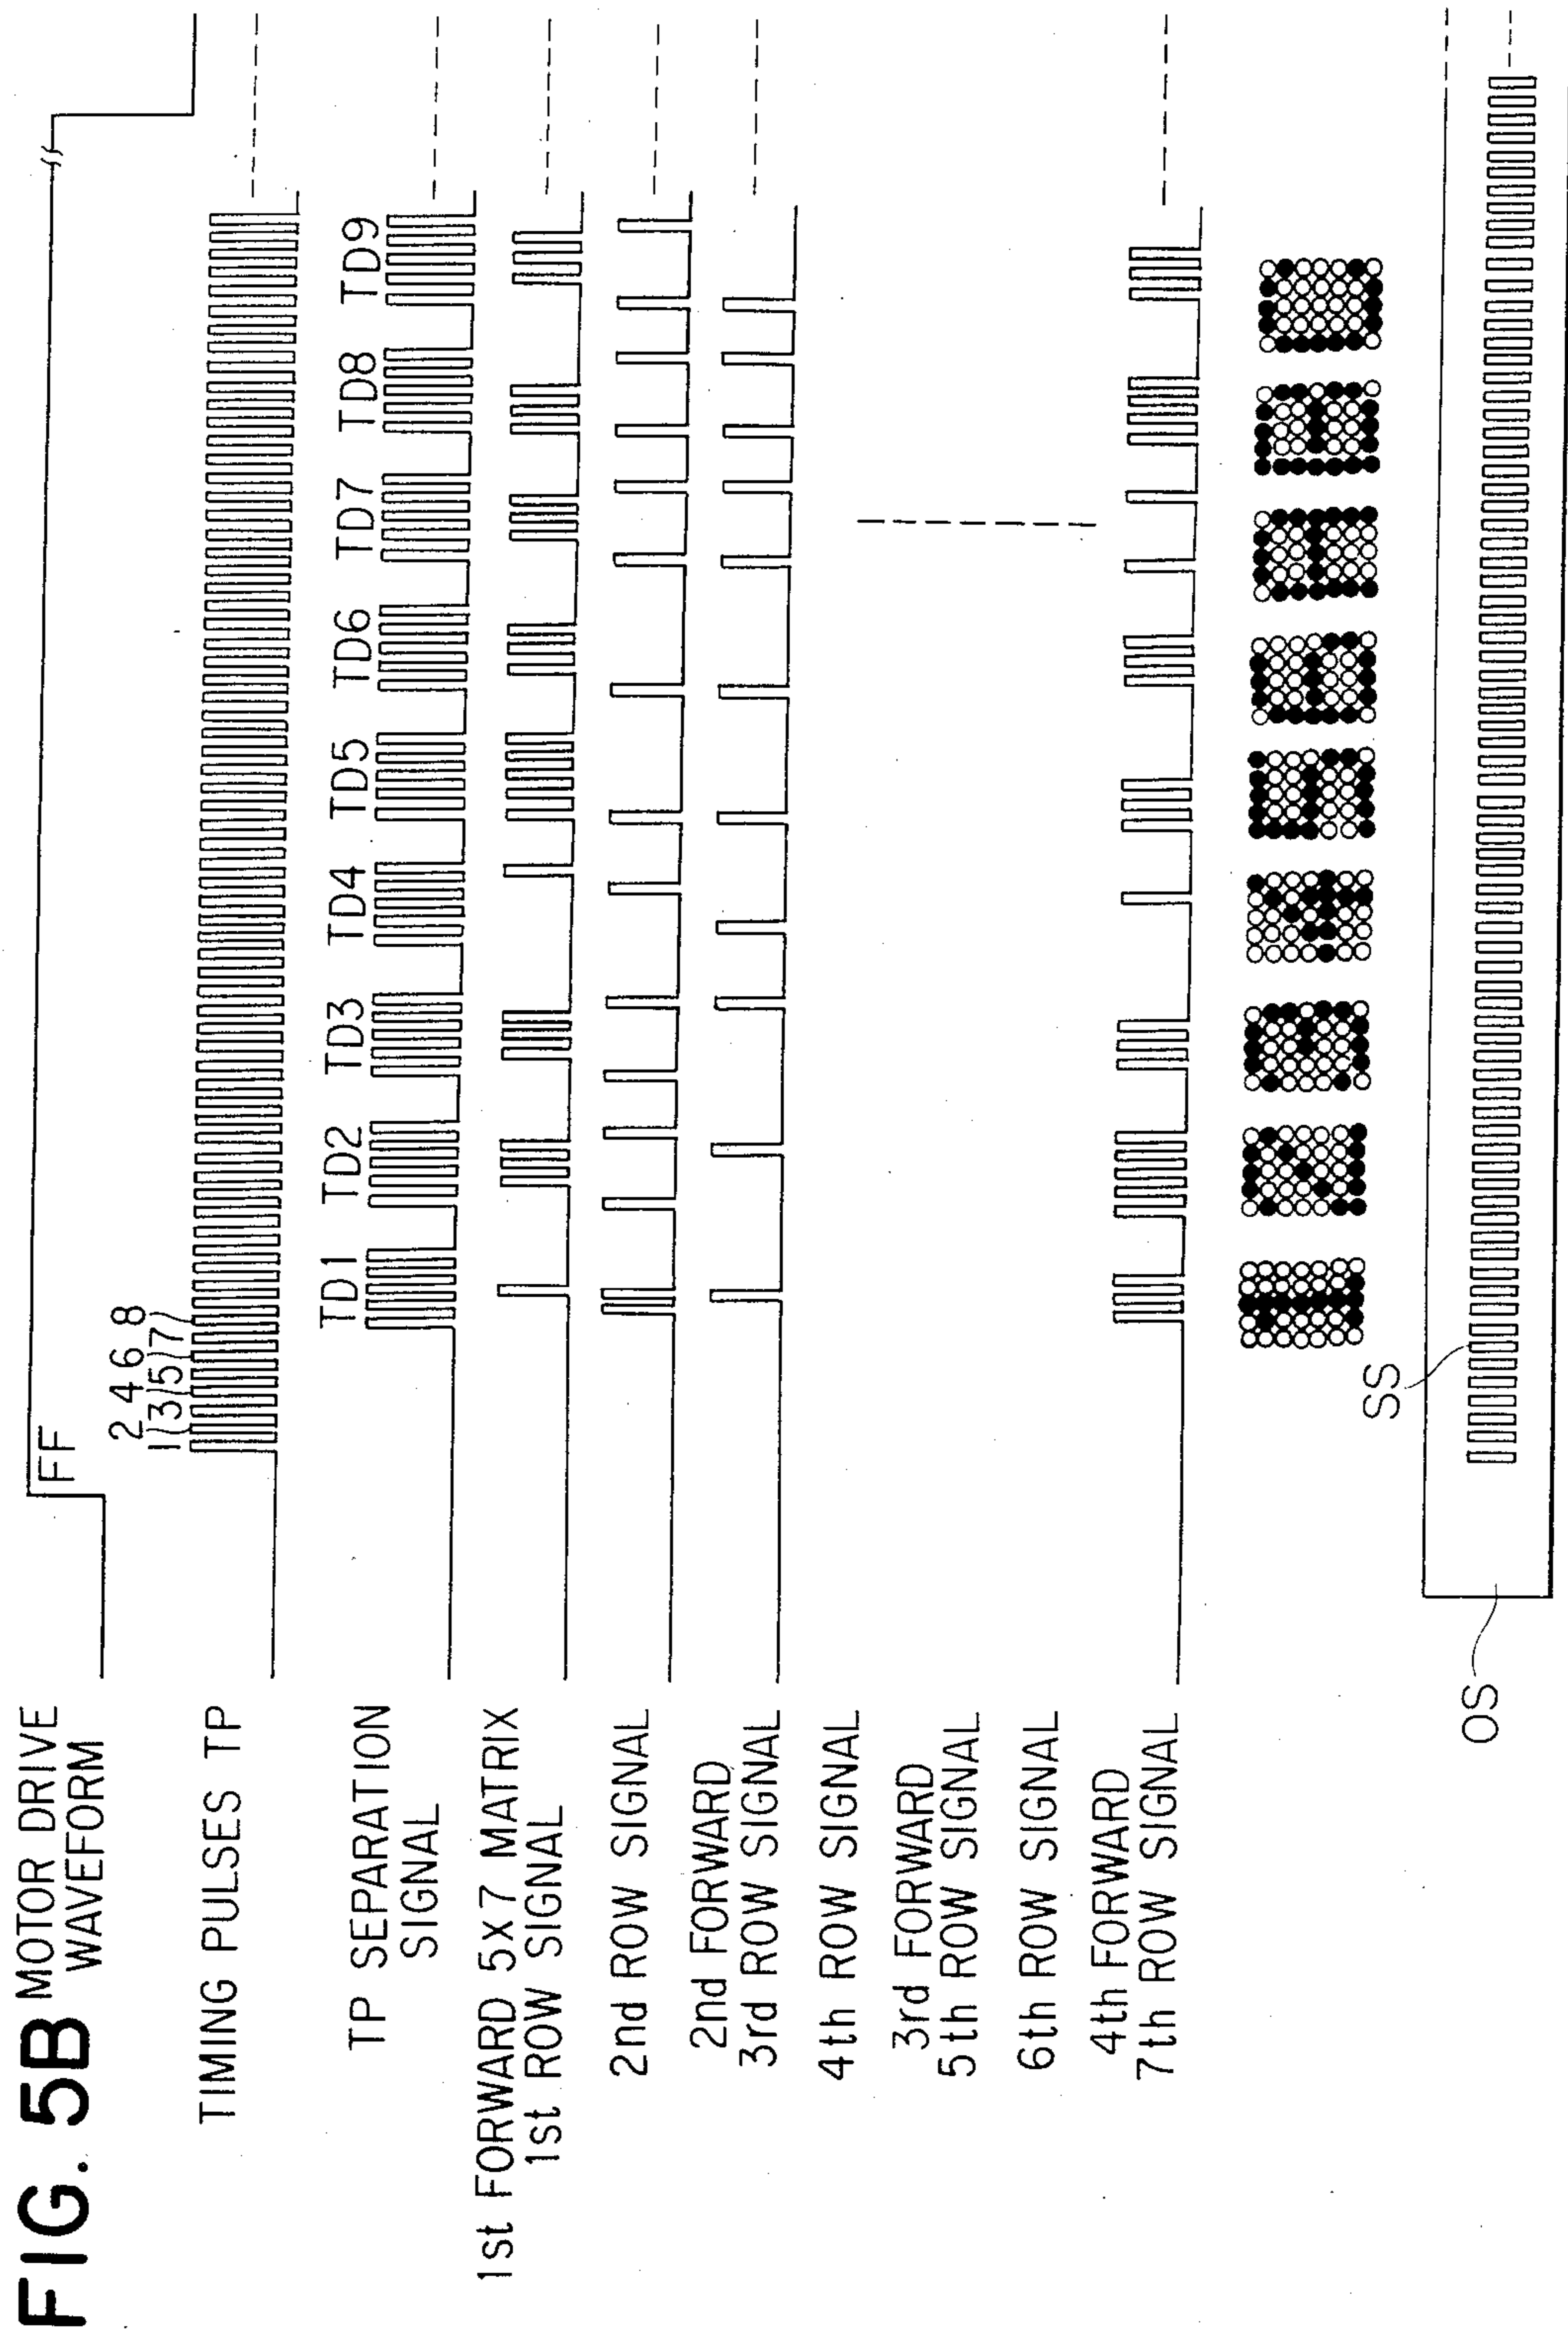 FIG. 5B
MOTOR DRIVE
WAVEFORM
FF
TIMING PULSES TP
1 2 3 4 5 6 7 8
TP SEPARATION
SIGNAL
TD1 TD2 TD3 TD4 TD5 TD6 TD7 TD8 TD9
1st FORWARD 5X7 MATRIX
1st ROW SIGNAL
2nd ROW SIGNAL
2nd FORWARD
3rd ROW SIGNAL
4th ROW SIGNAL
3rd FORWARD
5th ROW SIGNAL
6th ROW SIGNAL
4th FORWARD
7th ROW SIGNAL
SS
OS